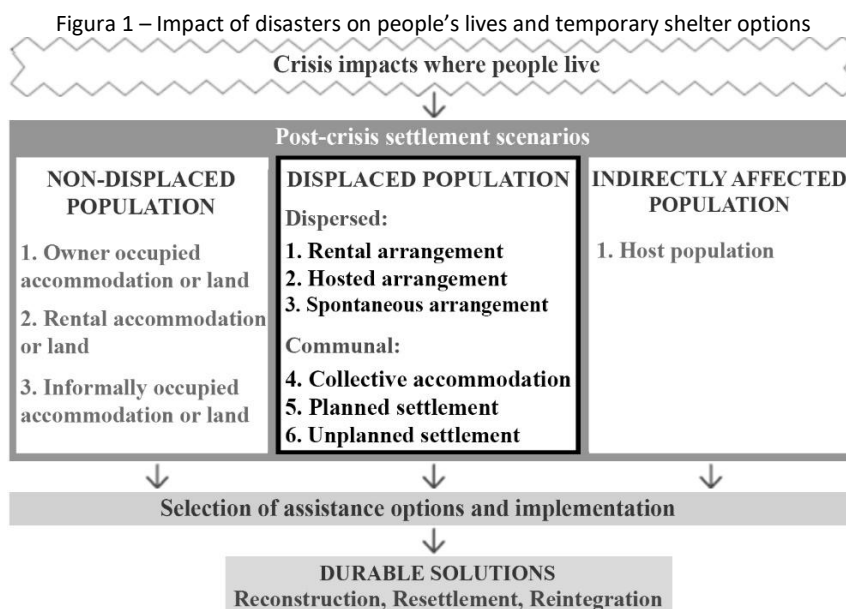 Figura 1 – Impact of disasters on people's lives and temporary shelter options
Crisis impacts where people live
Post-crisis settlement scenarios
NON-DISPLACED
POPULATION
1. Owner occupied
accommodation or land
2. Rental accommodation
or land
3. Informally occupied
accommodation or land
DISPLACED POPULATION
Dispersed:
1. Rental arrangement
2. Hosted arrangement
3. Spontaneous arrangement
Communal:
4. Collective accommodation
5. Planned settlement
6. Unplanned settlement
INDIRECTLY AFFECTED
POPULATION
1. Host population
Selection of assistance options and implementation
DURABLE SOLUTIONS
Reconstruction, Resettlement, Reintegration